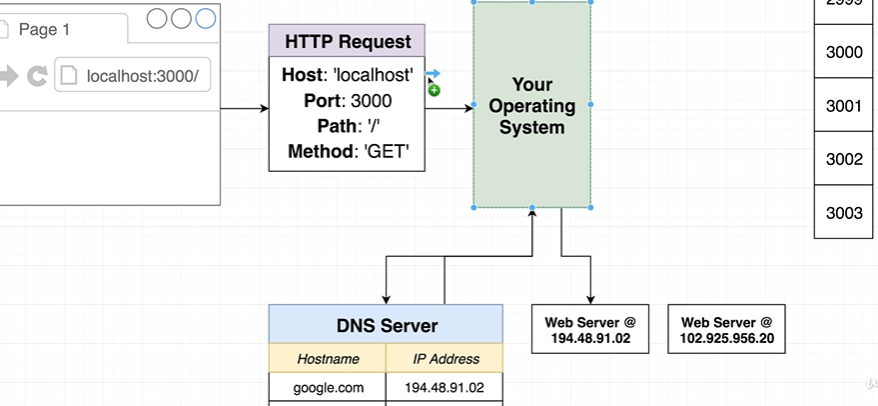 Page 1
localhost:3000/
HTTP Request
Host: 'localhost'
Port: 3000
Path: '/'
Method: 'GET'
Your
Operating
System
2999
3000
3001
3002
3003
DNS Server
Hostname IP Address
google.com 194.48.91.02
Web Server @
194.48.91.02
Web Server @
102.925.956.20